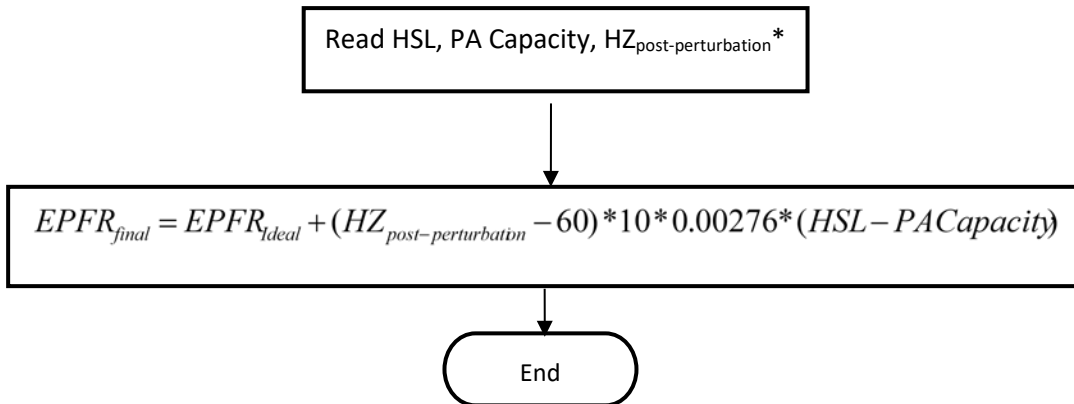 Read HSL, PA Capacity, HZpost-perturbation*
EPFRfinal = EPFRIdeal + (HZpost–perturbation − 60) *10* 0.00276* (HSL − PACapacity)
End